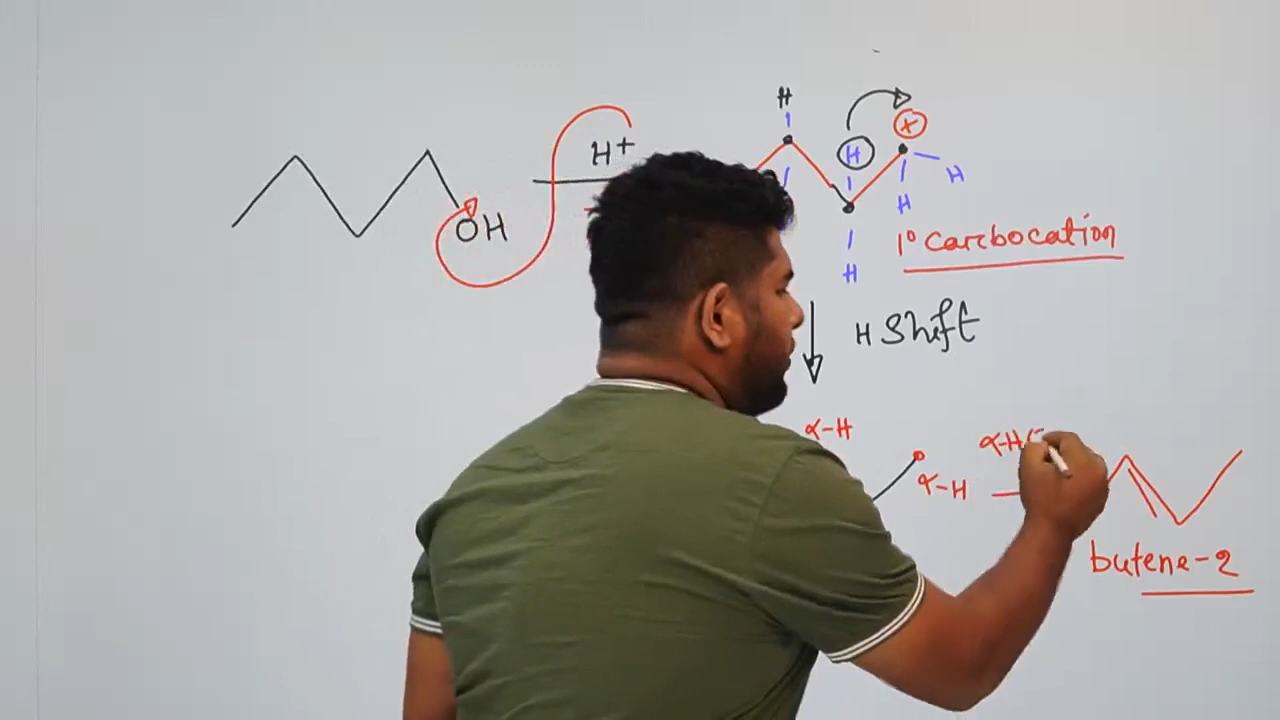 H
H+
H
⊕
H
OH
H
1° Carbocation
H
H Shift
α-H
α-H
α-H
butene-2